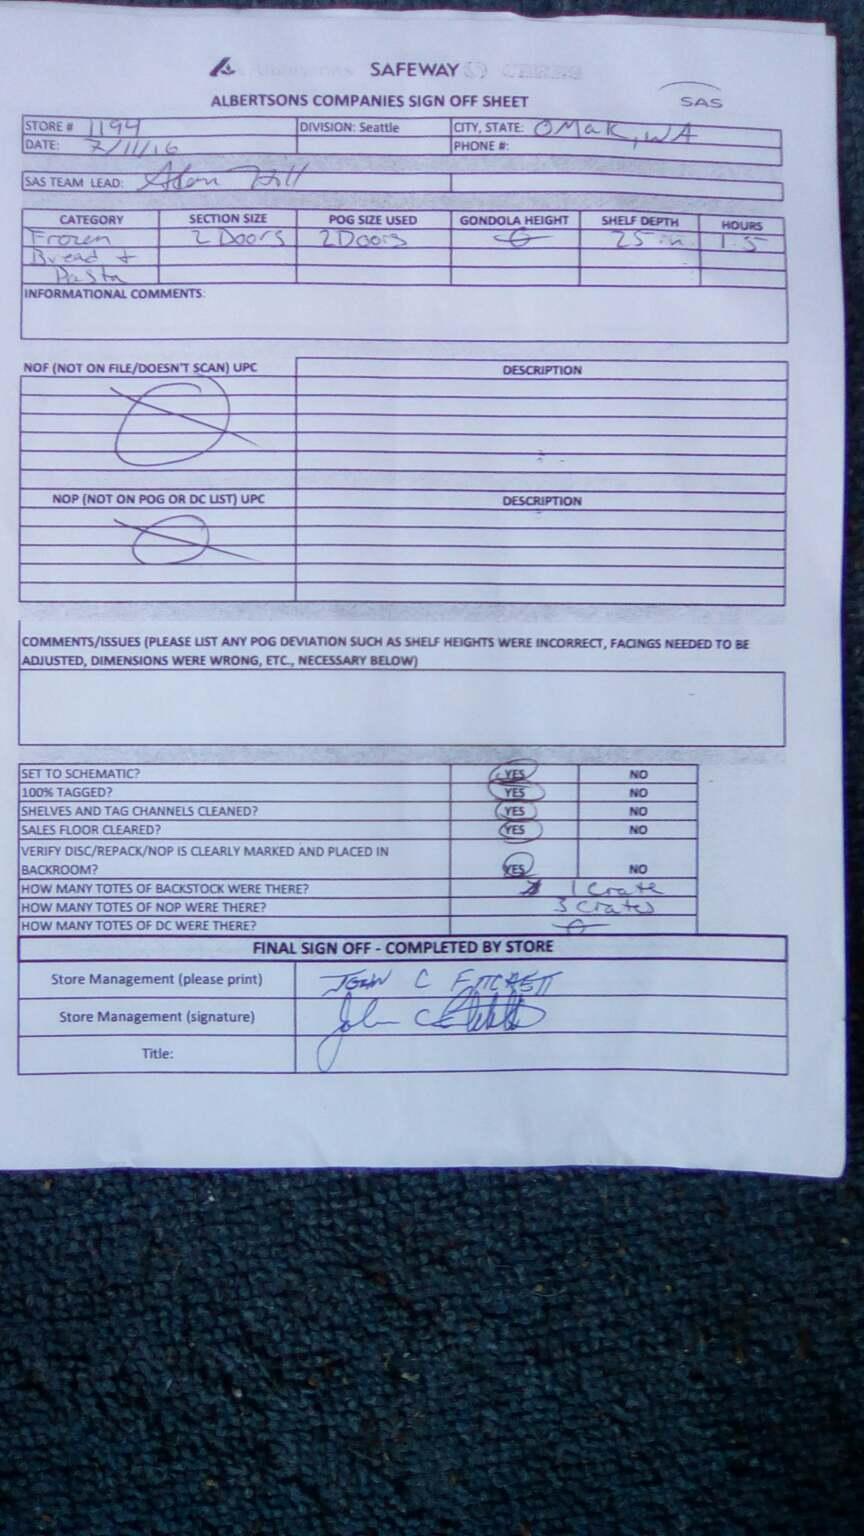 SAFEWAY
ALBERTSONS COMPANIES SIGN OFF SHEET
SAS
STORE # 1194 DIVISION: Seattle CITY, STATE: OMak, WA
DATE: 7/11/16 PHONE #:
SAS TEAM LEAD: Hill
CATEGORY SECTION SIZE POG SIZE USED GONDOLA HEIGHT SHELF DEPTH HOURS
Frozen 2 Doors 2 Doors 25 in 1.5
Bread +
Pasta
INFORMATIONAL COMMENTS:
NOF (NOT ON FILE/DOESN'T SCAN) UPC DESCRIPTION
NOP (NOT ON POG OR DC LIST) UPC DESCRIPTION
COMMENTS/ISSUES (PLEASE LIST ANY POG DEVIATION SUCH AS SHELF HEIGHTS WERE INCORRECT, FACINGS NEEDED TO BE
ADJUSTED, DIMENSIONS WERE WRONG, ETC., NECESSARY BELOW)
SET TO SCHEMATIC? YES NO
100% TAGGED? YES NO
SHELVES AND TAG CHANNELS CLEANED? YES NO
SALES FLOOR CLEARED? YES NO
VERIFY DISC/REPACK/NOP IS CLEARLY MARKED AND PLACED IN
BACKROOM? YES NO
HOW MANY TOTES OF BACKSTOCK WERE THERE? 1 Crate
HOW MANY TOTES OF NOP WERE THERE? 3 Crates
HOW MANY TOTES OF DC WERE THERE?
FINAL SIGN OFF - COMPLETED BY STORE
Store Management (please print) JOHN C
Store Management (signature) John C
Title: